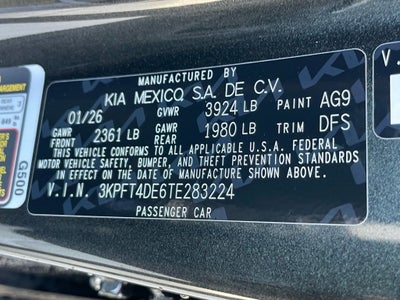 MANUFACTURED BY
KIA MEXICO, S.A. DE C.V.
01/26 GVWR 3924 LB PAINT AG9
GAWR FRONT 2361 LB GAWR REAR 1980 LB TRIM DFS
THIS VEHICLE CONFORMS TO ALL APPLICABLE U.S.A. FEDERAL
MOTOR VEHICLE SAFETY, BUMPER, AND THEFT PREVENTION STANDARDS
IN EFFECT ON THE DATE OF MANUFACTURE SHOWN ABOVE.
V.I.N. 3KPFT4DE6TE283224
PASSENGER CAR
G500
V.